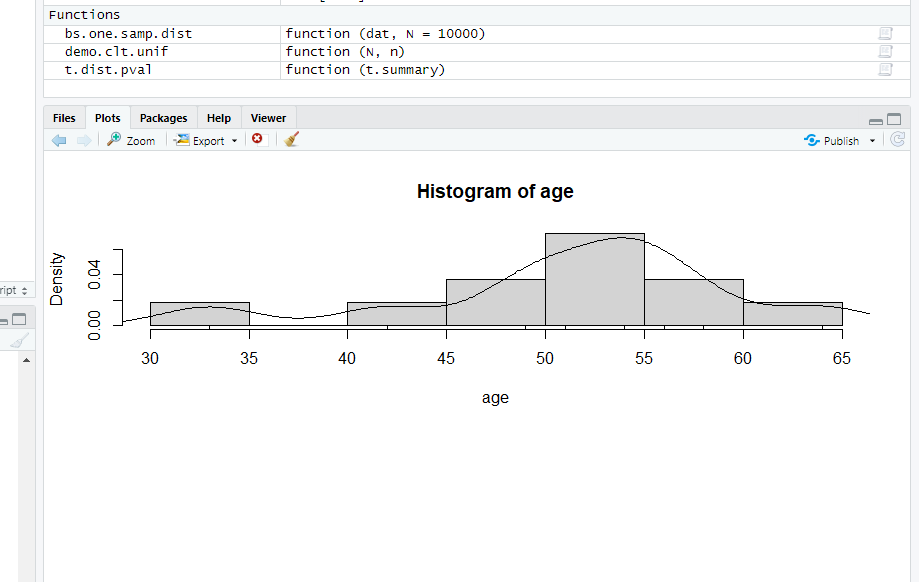 Functions
bs.one.samp.dist function (dat, N = 10000)
demo.clt.unif function (N, n)
t.dist.pval function (t.summary)
Files Plots Packages Help Viewer
Zoom Export Publish
Histogram of age
Density
0.04
0.00
ript
30 35 40 45 50 55 60 65
age